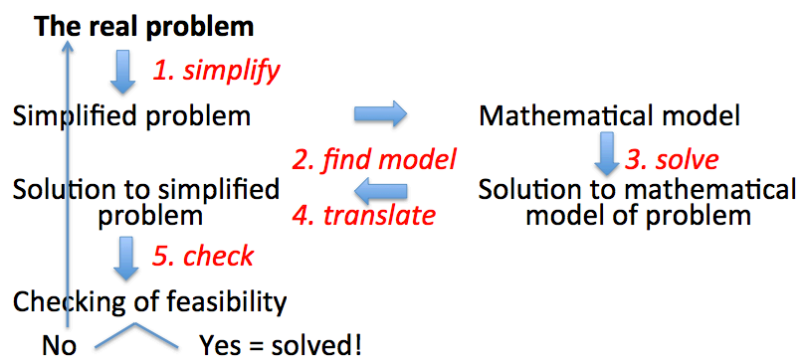 The real problem
1. simplify
Simplified problem
Mathematical model
2. find model
3. solve
Solution to simplified
problem
4. translate
Solution to mathematical
model of problem
5. check
Checking of feasibility
No
Yes = solved!